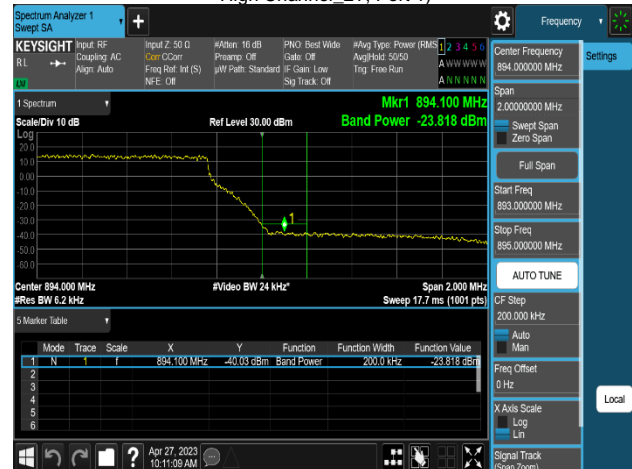 High Channel_21, Port 1)
Spectrum Analyzer 1
Swept SA
Frequency
KEYSIGHT
RL
Input: RF
Coupling: AC
Align: Auto
Input Z: 50 Ω
Corr CCorr
Freq Ref: Int (S)
NFE: Off
#Atten: 16 dB
Preamp: Off
µW Path: Standard
PNO: Best Wide
Gate: Off
IF Gain: Low
Sig Track: Off
#Avg Type: Power (RMS
Avg|Hold: 50/50
Trig: Free Run
1 2 3 4 5 6
A W W W W W
A N N N N N
Center Frequency
894.000000 MHz
Settings
Span
2.00000000 MHz
Swept Span
Zero Span
Full Span
Start Freq
893.000000 MHz
Stop Freq
895.000000 MHz
AUTO TUNE
CF Step
200.000 kHz
Auto
Man
Freq Offset
0 Hz
X Axis Scale
Log
Lin
Signal Track
(Span Zoom)
Local
1 Spectrum
Scale/Div 10 dB
Ref Level 30.00 dBm
Mkr1 894.100 MHz
Band Power -23.818 dBm
Log
20.0
10.0
0.00
-10.0
-20.0
-30.0
-40.0
-50.0
-60.0
1
Center 894.000 MHz
#Video BW 24 kHz*
Span 2.000 MHz
#Res BW 6.2 kHz
Sweep 17.7 ms (1001 pts)
5 Marker Table
Mode Trace Scale X Y Function Function Width Function Value
1 N 1 f 894.100 MHz -40.03 dBm Band Power 200.0 kHz -23.818 dBm
2
3
4
5
6
?
Apr 27, 2023
10:11:09 AM